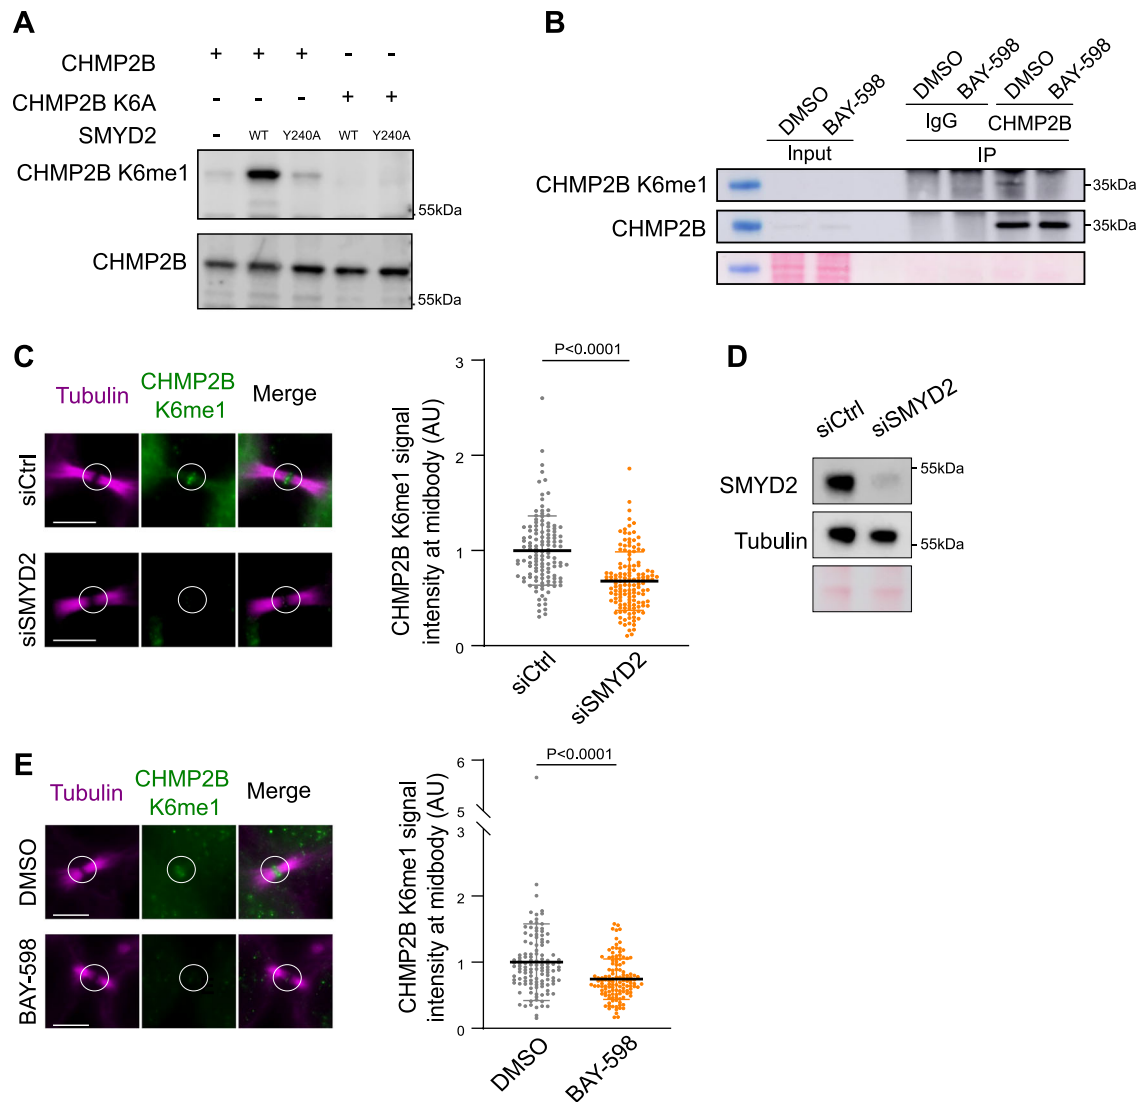 A
CHMP2B + + + - -
CHMP2B K6A - - - + +
SMYD2 - WT Y240A WT Y240A
CHMP2B K6me1
55kDa
CHMP2B
55kDa
B
DMSO BAY-598 DMSO BAY-598 DMSO BAY-598
IgG CHMP2B
Input IP
CHMP2B K6me1 35kDa
CHMP2B 35kDa
C
Tubulin CHMP2B K6me1 Merge
siCtrl
siSMYD2
P<0.0001
CHMP2B K6me1 signal
intensity at midbody (AU)
3
2
1
0
siCtrl siSMYD2
D
siCtrl siSMYD2
SMYD2 55kDa
Tubulin 55kDa
E
Tubulin CHMP2B K6me1 Merge
DMSO
BAY-598
P<0.0001
CHMP2B K6me1 signal
intensity at midbody (AU)
6
5
3
2
1
0
DMSO BAY-598